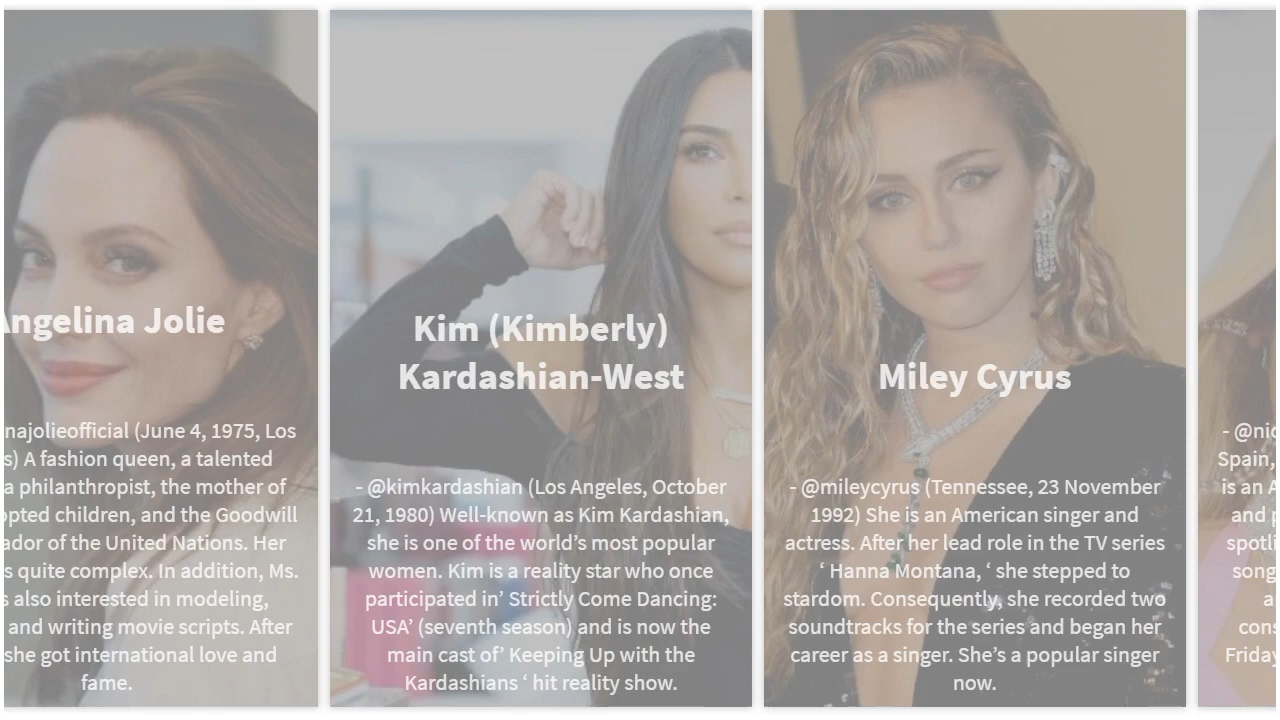 Angelina Jolie
najolieofficial (June 4, 1975, Los
s) A fashion queen, a talented
a philanthropist, the mother of
opted children, and the Goodwill
ador of the United Nations. Her
s quite complex. In addition, Ms.
s also interested in modeling,
and writing movie scripts. After
she got international love and
fame.
Kim (Kimberly)
Kardashian-West
- @kimkardashian (Los Angeles, October
21, 1980) Well-known as Kim Kardashian,
she is one of the world’s most popular
women. Kim is a reality star who once
participated in’ Strictly Come Dancing:
USA’ (seventh season) and is now the
main cast of’ Keeping Up with the
Kardashians ‘ hit reality show.
Miley Cyrus
- @mileycyrus (Tennessee, 23 November
1992) She is an American singer and
actress. After her lead role in the TV series
‘ Hanna Montana, ‘ she stepped to
stardom. Consequently, she recorded two
soundtracks for the series and began her
career as a singer. She’s a popular singer
now.
- @nic
Spain,
is an A
and p
spotli
song
a
cons
Friday